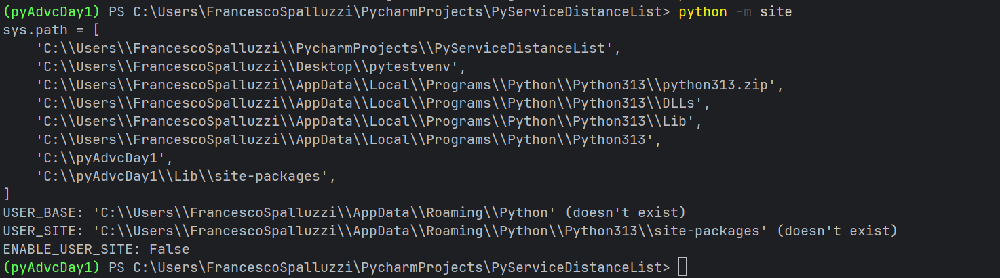 (pyAdvcDay1) PS C:\Users\FrancescoSpalluzzi\PycharmProjects\PyServiceDistanceList> python -m site
sys.path = [
    'C:\\Users\\FrancescoSpalluzzi\\PycharmProjects\\PyServiceDistanceList',
    'C:\\Users\\FrancescoSpalluzzi\\Desktop\\pytestvenv',
    'C:\\Users\\FrancescoSpalluzzi\\AppData\\Local\\Programs\\Python\\Python313\\python313.zip',
    'C:\\Users\\FrancescoSpalluzzi\\AppData\\Local\\Programs\\Python\\Python313\\DLLs',
    'C:\\Users\\FrancescoSpalluzzi\\AppData\\Local\\Programs\\Python\\Python313\\Lib',
    'C:\\Users\\FrancescoSpalluzzi\\AppData\\Local\\Programs\\Python\\Python313',
    'C:\\pyAdvcDay1',
    'C:\\pyAdvcDay1\\Lib\\site-packages',
]
USER_BASE: 'C:\\Users\\FrancescoSpalluzzi\\AppData\\Roaming\\Python' (doesn't exist)
USER_SITE: 'C:\\Users\\FrancescoSpalluzzi\\AppData\\Roaming\\Python\\Python313\\site-packages' (doesn't exist)
ENABLE_USER_SITE: False
(pyAdvcDay1) PS C:\Users\FrancescoSpalluzzi\PycharmProjects\PyServiceDistanceList>